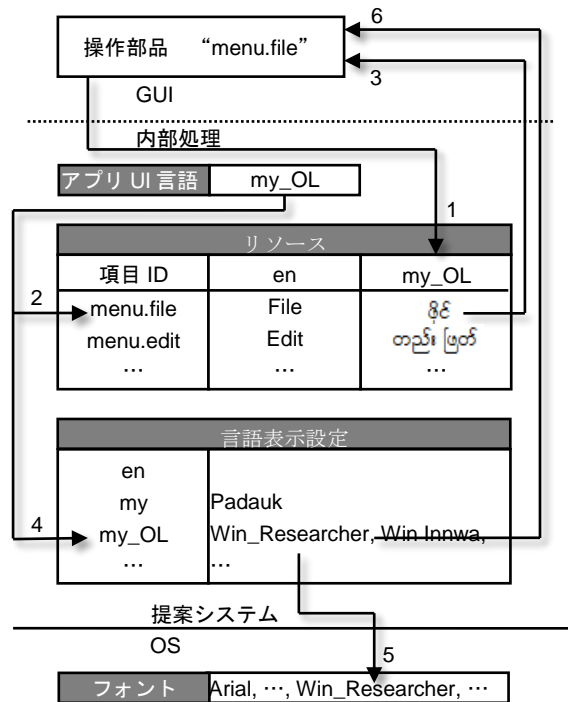 6
操作部品 “menu.file”
3
GUI
内部処理
アプリ UI 言語 my_OL
1
リソース
項目 ID en my_OL
2 menu.file File ဖိုင်
menu.edit Edit တည်း ဖြတ်
… … …
言語表示設定
en
my Padauk
4 my_OL Win_Researcher, Win Innwa,
… …
提案システム
OS
5
フォント Arial, …, Win_Researcher, …